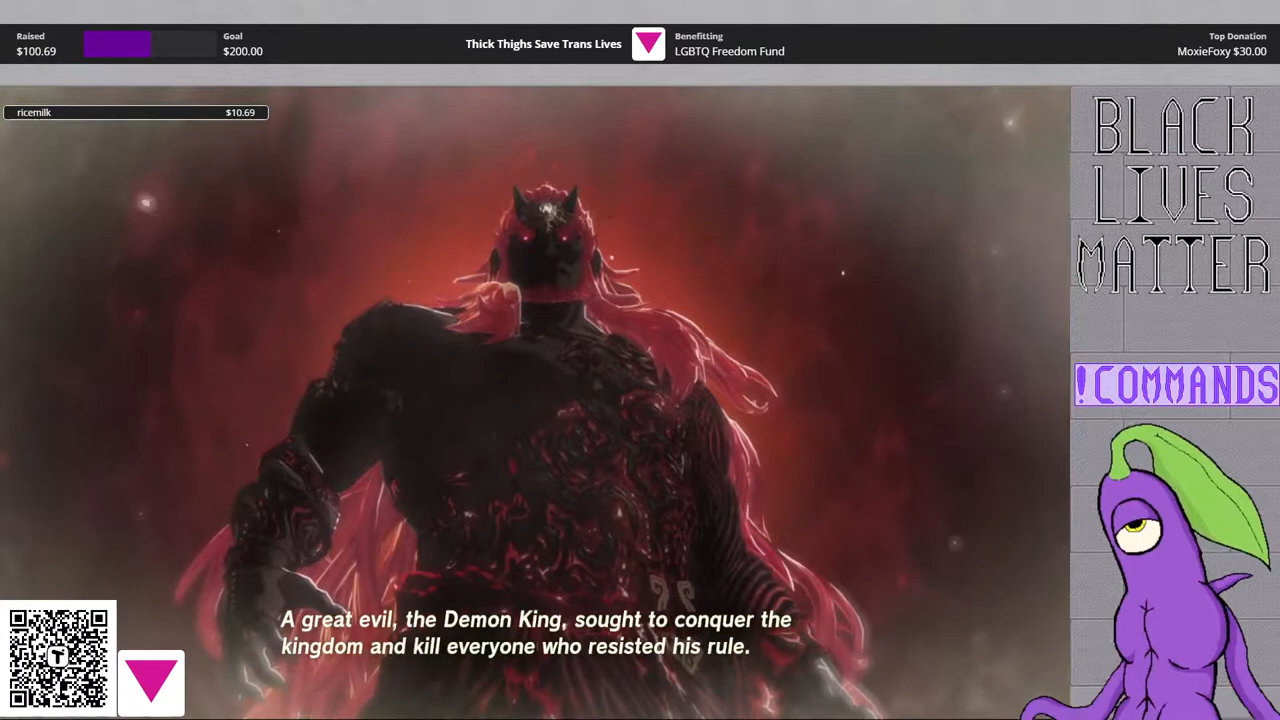 Raised
$100.69
Goal
$200.00
Thick Thighs Save Trans Lives
Benefitting
LGBTQ Freedom Fund
Top Donation
MoxieFoxy $30.00
ricemilk $10.69
BLACK
LIVES
MATTER
!COMMANDS
A great evil, the Demon King, sought to conquer the
kingdom and kill everyone who resisted his rule.
T